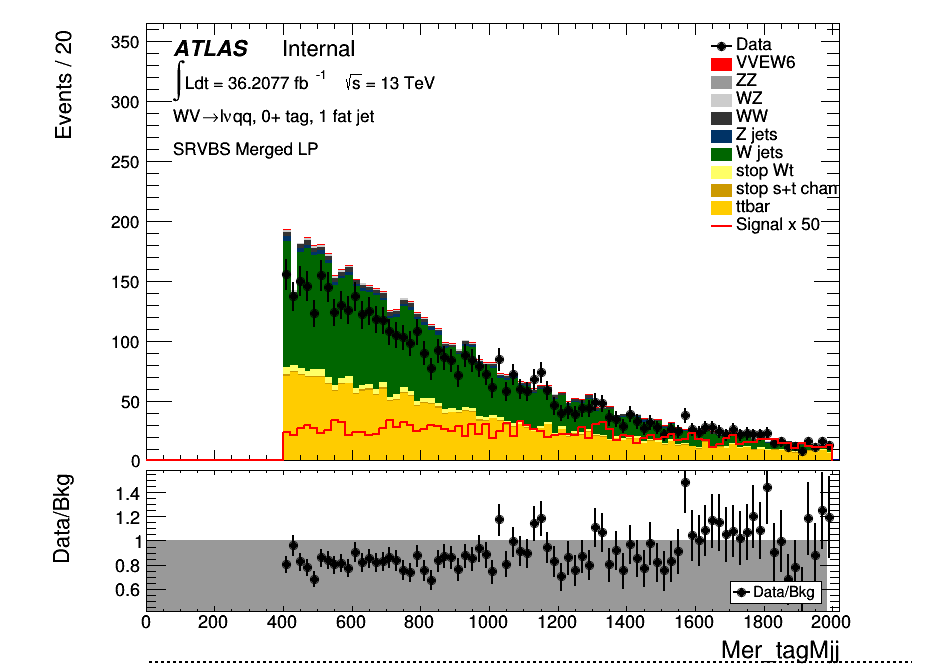 Events / 20
350
300
250
200
150
100
50
0
ATLAS Internal
∫Ldt = 36.2077 fb⁻¹ √s = 13 TeV
WV→lνqq, 0+ tag, 1 fat jet
SRVBS Merged LP
Data
VVEW6
ZZ
WZ
WW
Z jets
W jets
stop Wt
stop s+t chan
ttbar
Signal x 50
Data/Bkg
1.4
1.2
1
0.8
0.6
Data/Bkg
0 200 400 600 800 1000 1200 1400 1600 1800 2000
Mer_tagMjj